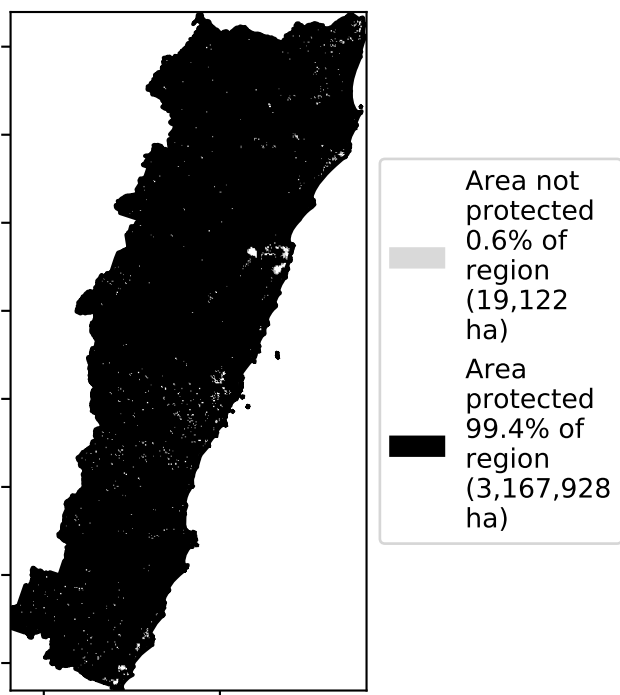 Area not
protected
0.6% of
region
(19,122
ha)
Area
protected
99.4% of
region
(3,167,928
ha)